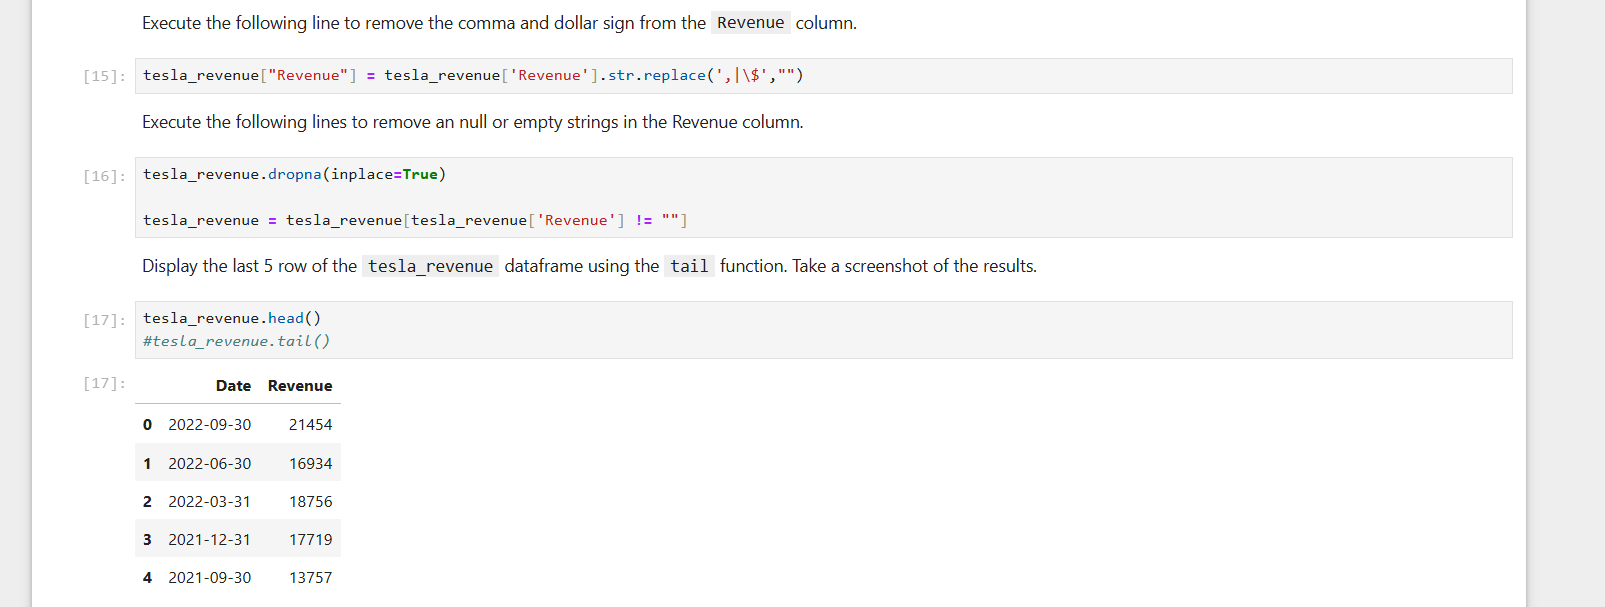 Execute the following line to remove the comma and dollar sign from the Revenue column.
[15]: tesla_revenue["Revenue"] = tesla_revenue['Revenue'].str.replace(',|\$',"")
Execute the following lines to remove an null or empty strings in the Revenue column.
[16]: tesla_revenue.dropna(inplace=True)
tesla_revenue = tesla_revenue[tesla_revenue['Revenue'] != ""]
Display the last 5 row of the tesla_revenue dataframe using the tail function. Take a screenshot of the results.
[17]: tesla_revenue.head()
#tesla_revenue.tail()
[17]: Date Revenue
0 2022-09-30 21454
1 2022-06-30 16934
2 2022-03-31 18756
3 2021-12-31 17719
4 2021-09-30 13757